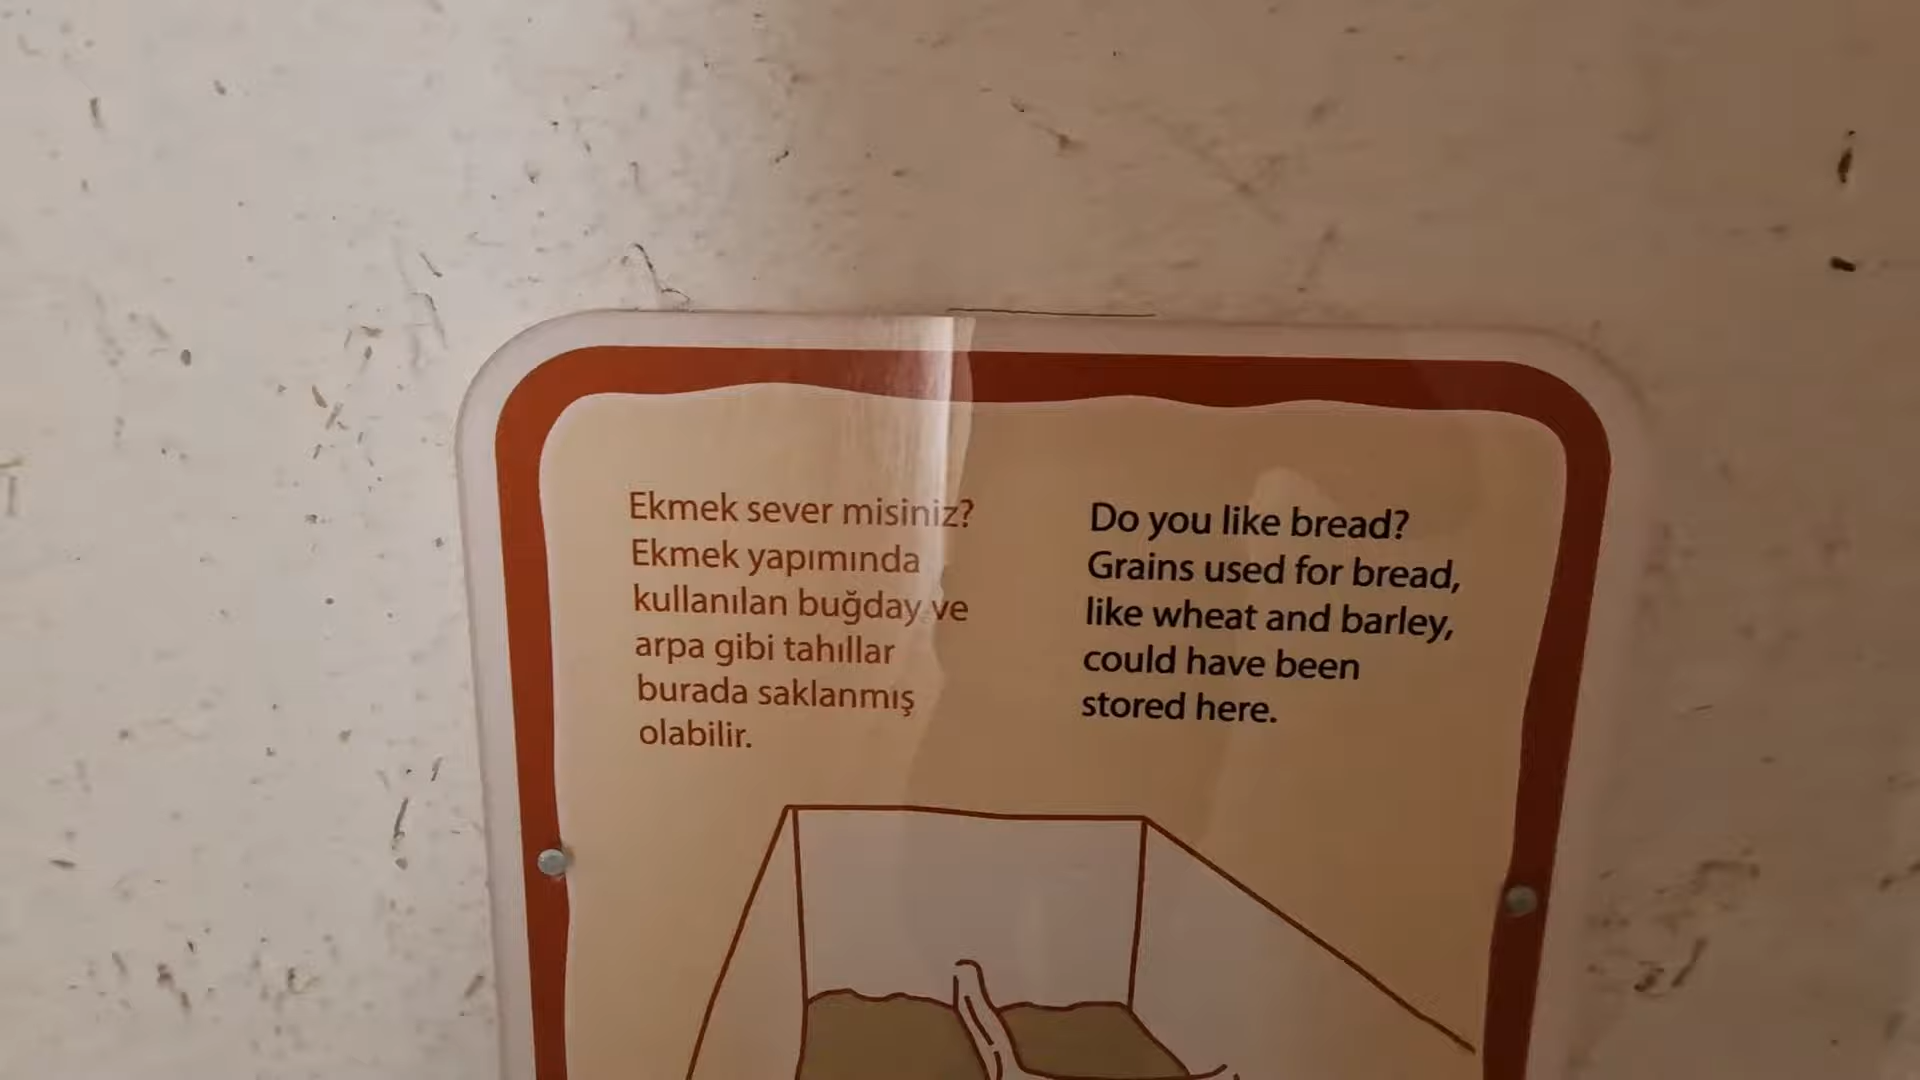 Ekmek sever misiniz?
Ekmek yapımında
kullanılan buğday ve
arpa gibi tahıllar
burada saklanmış
olabilir.
Do you like bread?
Grains used for bread,
like wheat and barley,
could have been
stored here.